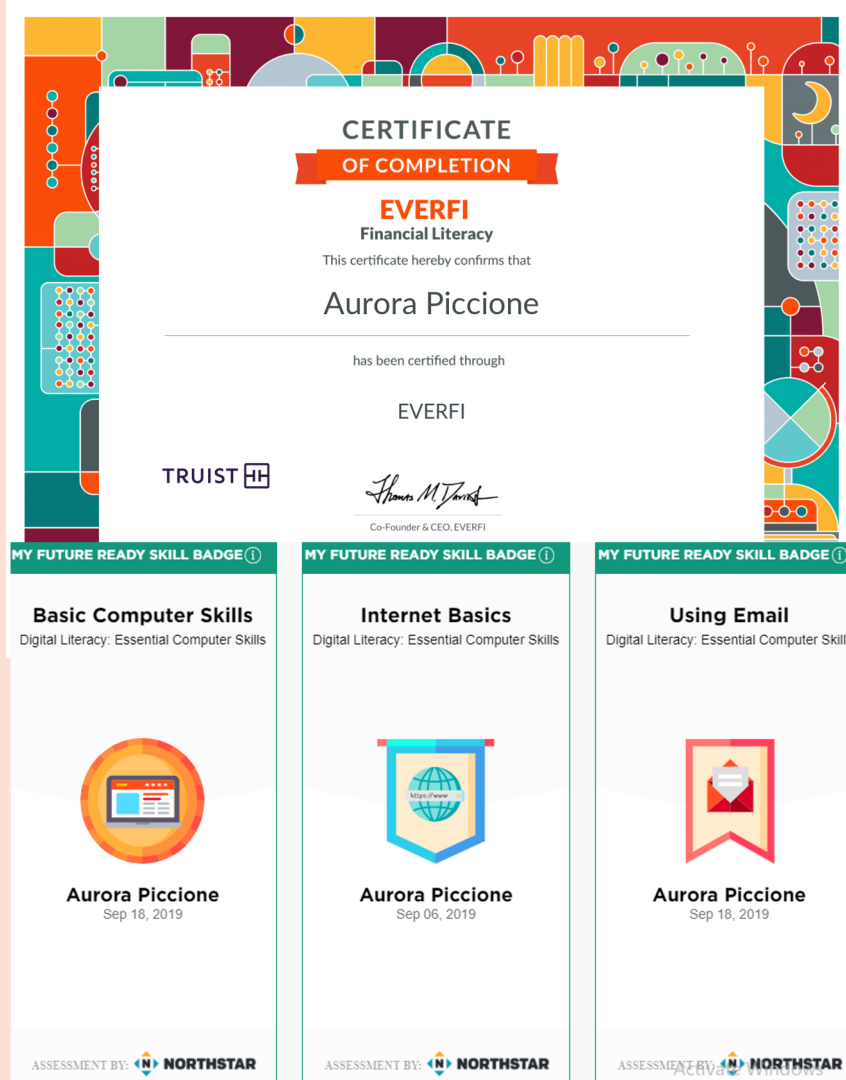 CERTIFICATE
OF COMPLETION
EVERFI
Financial Literacy
This certificate hereby confirms that
Aurora Piccione
has been certified through
EVERFI
TRUIST
Thomas M. Davidson
Co-Founder & CEO, EVERFI
MY FUTURE READY SKILL BADGE
Basic Computer Skills
Digital Literacy: Essential Computer Skills
Aurora Piccione
Sep 18, 2019
ASSESSMENT BY: NORTHSTAR
MY FUTURE READY SKILL BADGE
Internet Basics
Digital Literacy: Essential Computer Skills
https://www
Aurora Piccione
Sep 06, 2019
ASSESSMENT BY: NORTHSTAR
MY FUTURE READY SKILL BADGE
Using Email
Digital Literacy: Essential Computer Skill
Aurora Piccione
Sep 18, 2019
ASSESSMENT BY: NORTHSTAR
Activate Windows